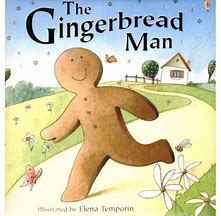 The
Gingerbread
Man
Illustrated by Elena Temporin